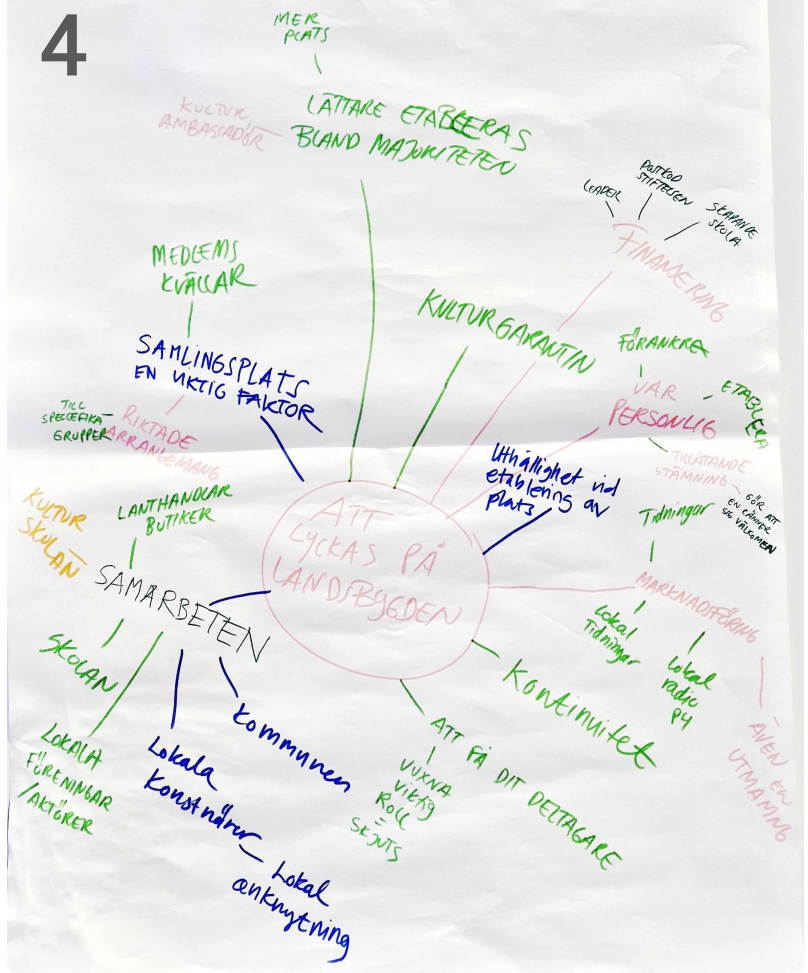 4
MER
PLATS
LÄTTARE ETABLERAS
BLAND MAJORITETEN
KULTUR
AMBASSADÖR
LEADER
POSTKOD
STIFTELSEN
SKAPANDE
SKOLA
FINANSIERING
MEDLEMS
KVÄLLAR
SAMLINGSPLATS
EN VIKTIG FAKTOR
TILL
SPECEFIKA
GRUPPER
RIKTADE
ARRANGEMANG
KULTURGARANTIN
FÖRANKRA
VAR
PERSONLIG
ETABLERA
TILLÅTANDE
STÄMNING
GÖR ATT
EN KÄNNER
SIG VÄLKOMEN
Uthållighet vid
etablering av
plats
ATT
LYCKAS PÅ
LANDSBYGDEN
KULTUR
SKOLAN
LANTHANDLAR
BUTIKER
SAMARBETEN
SKOLAN
LOKALA
FÖRENINGAR
/AKTÖRER
Lokala
Konstnärer
Lokal
anknytning
Kommunen
Tidningar
MARKNADSFÖRING
Lokal
Tidningar
Lokal
radio
P4
ÄVEN EN
UTMANING
Kontinuitet
ATT FÅ DIT DELTAGARE
VUXNA
Viktig
Roll
=
SKJUTS